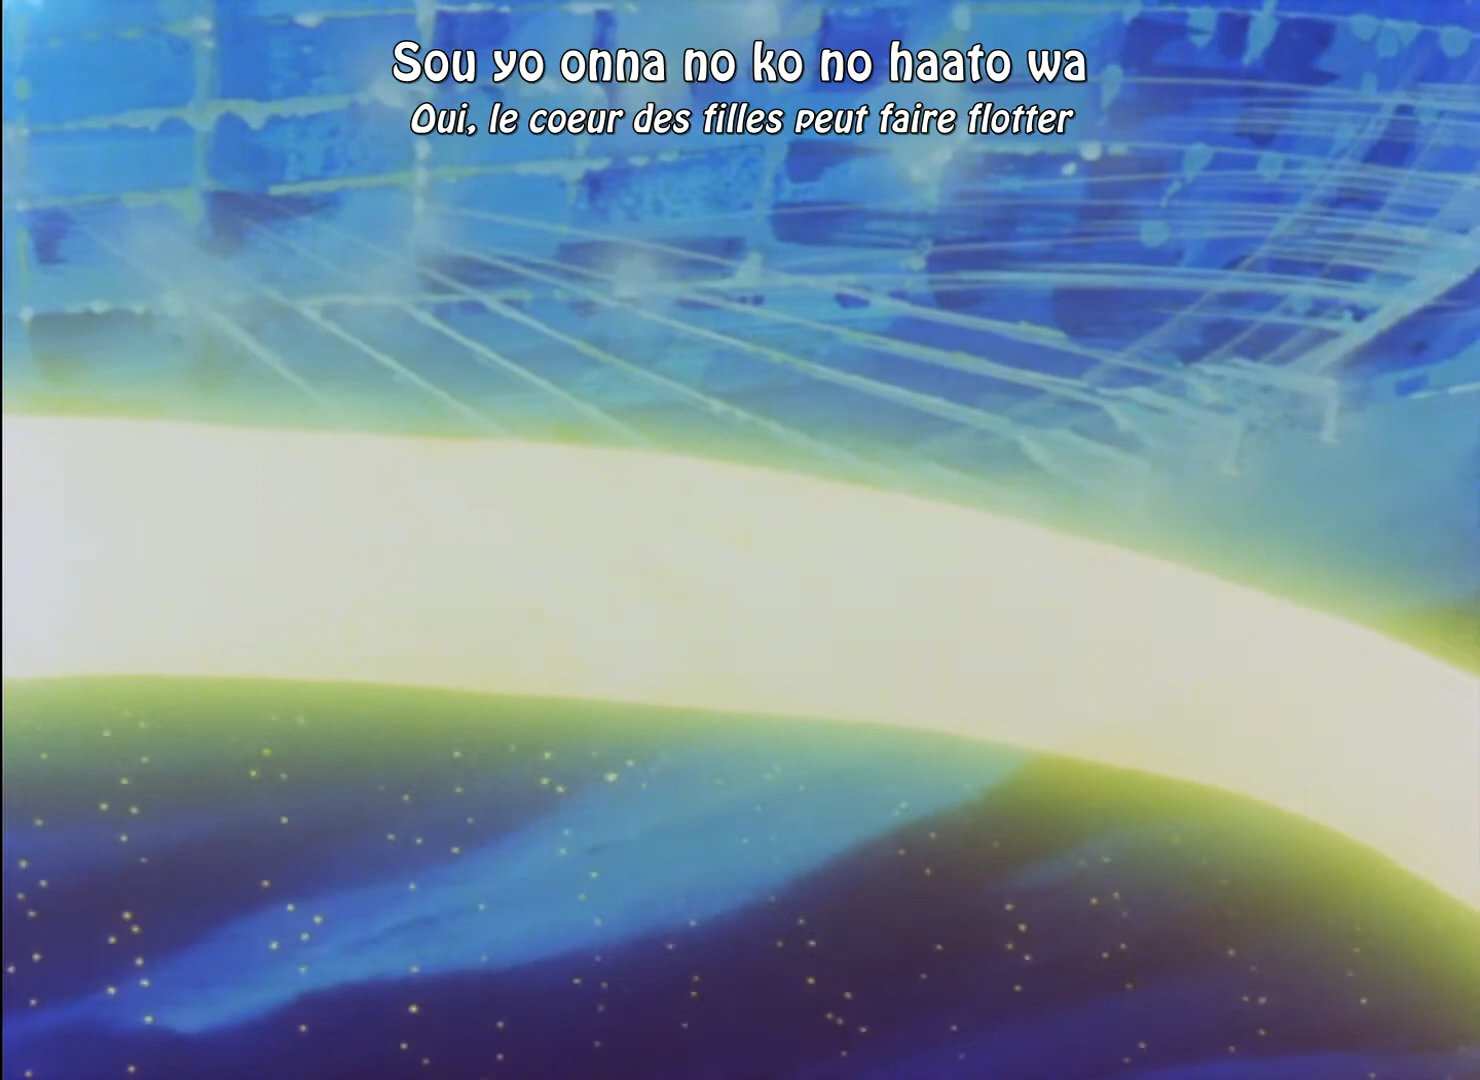 Sou yo onna no ko no haato wa
Oui, le coeur des filles peut faire flotter